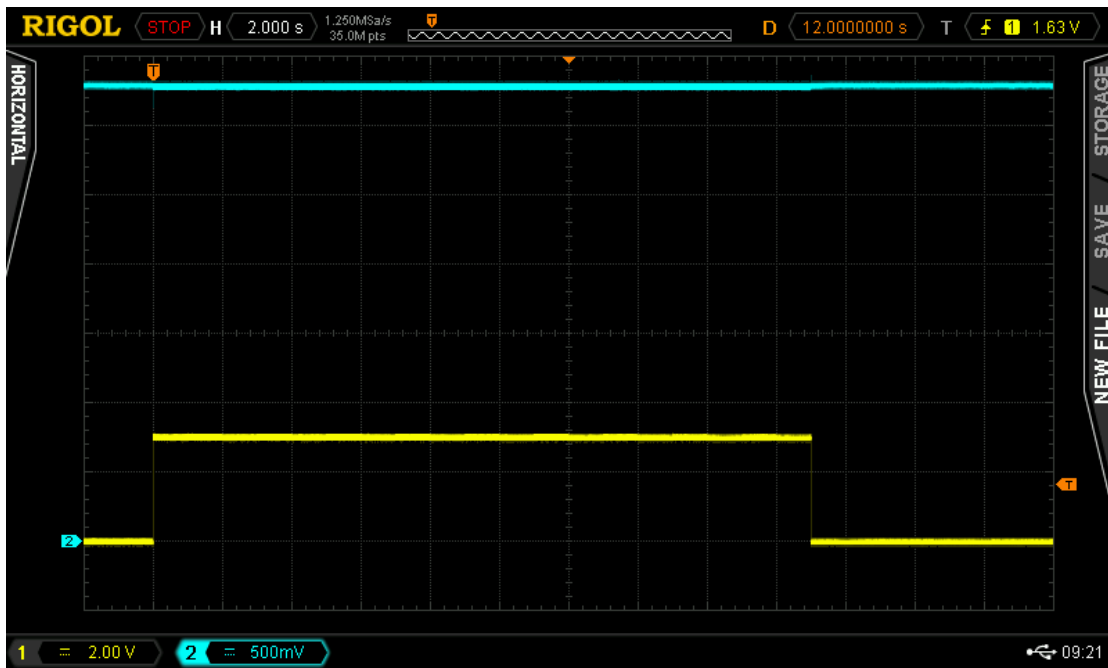 RIGOL STOP H 2.000 s 1.250MSa/s D 12.0000000 s T 1 1.63 V
35.0M pts
T
T
HORIZONTAL
STORAGE
SAVE
NEW FILE
T
2
1 = 2.00 V 2 = 500mV 09:21